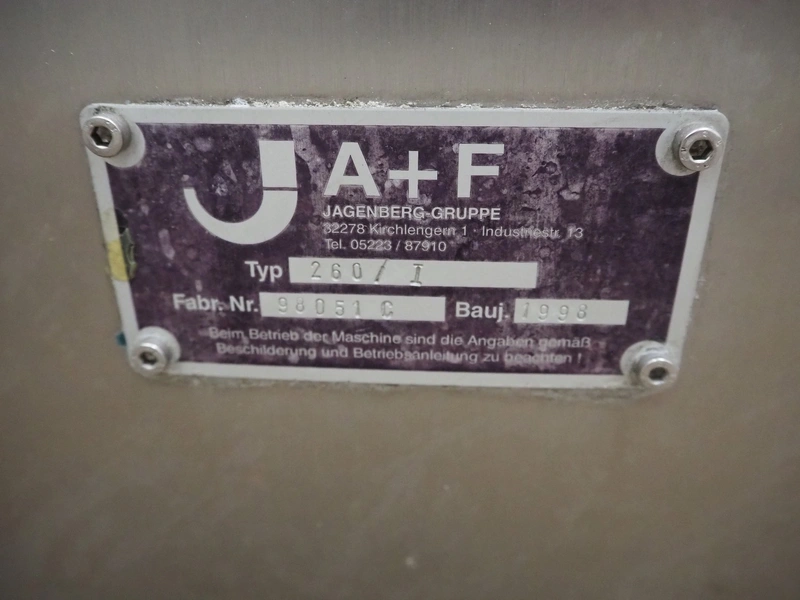 A+F
JAGENBERG-GRUPPE
32278 Kirchlengern 1 · Industriestr. 13
Tel. 05223 / 87910
Typ 260/ I
Fabr. Nr. 98051 C Bauj. 1998
Beim Betrieb der Maschine sind die Angaben gemäß
Beschilderung und Betriebsanleitung zu beachten !